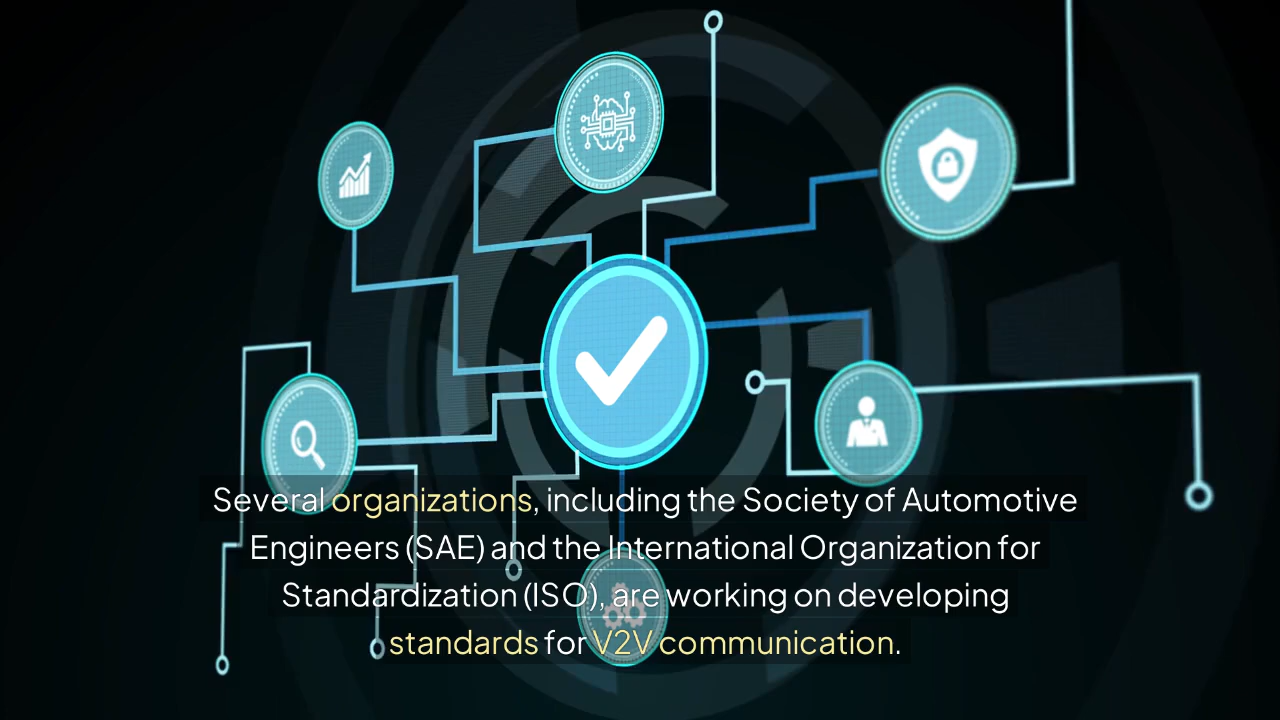 Several organizations, including the Society of Automotive
Engineers (SAE) and the International Organization for
Standardization (ISO), are working on developing
standards for V2V communication.